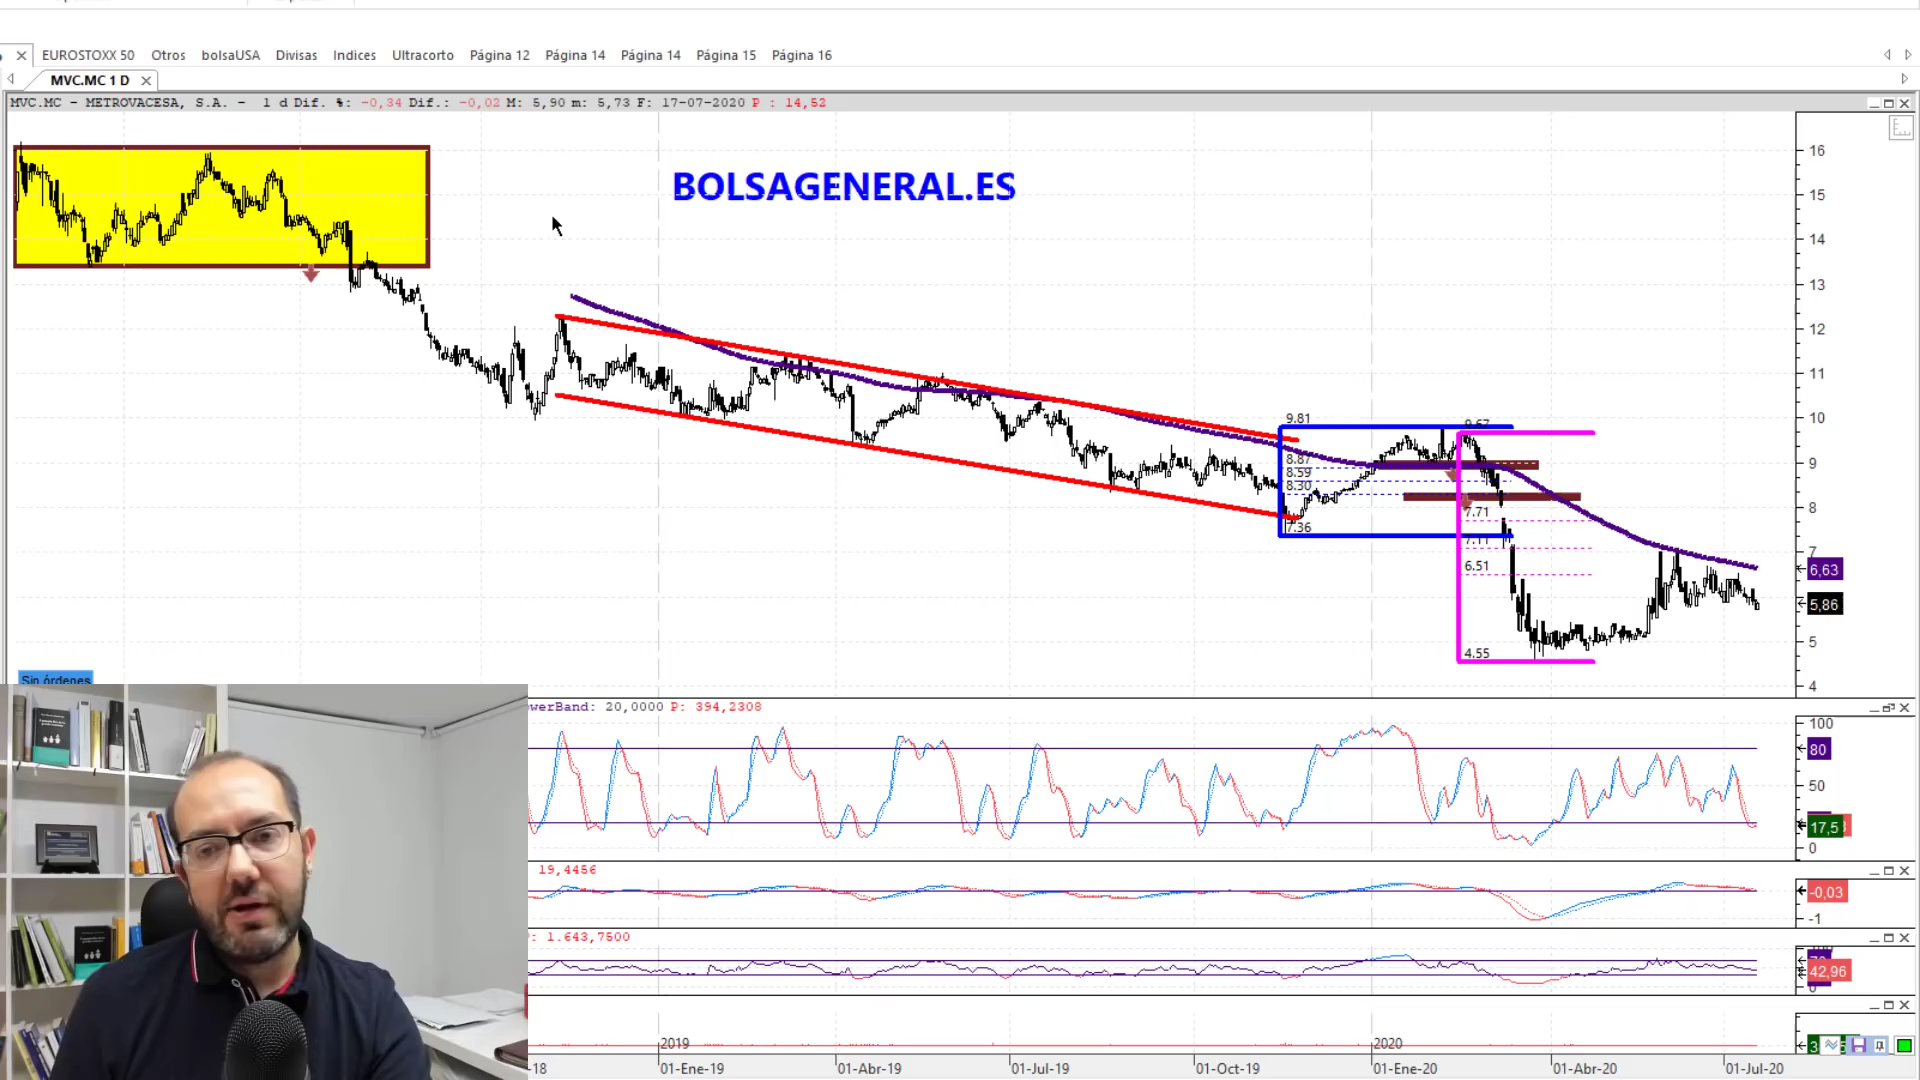 EUROSTOXX 50 Otros bolsaUSA Divisas Indices Ultracorto Página 12 Página 14 Página 14 Página 15 Página 16
MVC.MC 1 D
MVC.MC - METROVACESA, S.A. - 1 d Dif. %: -0,34 Dif.: -0,02 M: 5,90 m: 5,73 F: 17-07-2020 P : 14,52
BOLSAGENERAL.ES
16
15
14
13
12
11
10
9
8
7
6,63
5,86
5
4
9.81
8.87
8.59
8.30
7.36
9.67
7.71
7.11
6.51
4.55
Sin órdenes
werBand: 20,0000 P: 394,2308
100
80
50
17,5
0
19,4456
-0,03
-1
: 1.643,7500
42,96
0
2019
2020
-18
01-Ene-19
01-Abr-19
01-Jul-19
01-Oct-19
01-Ene-20
01-Abr-20
01-Jul-20